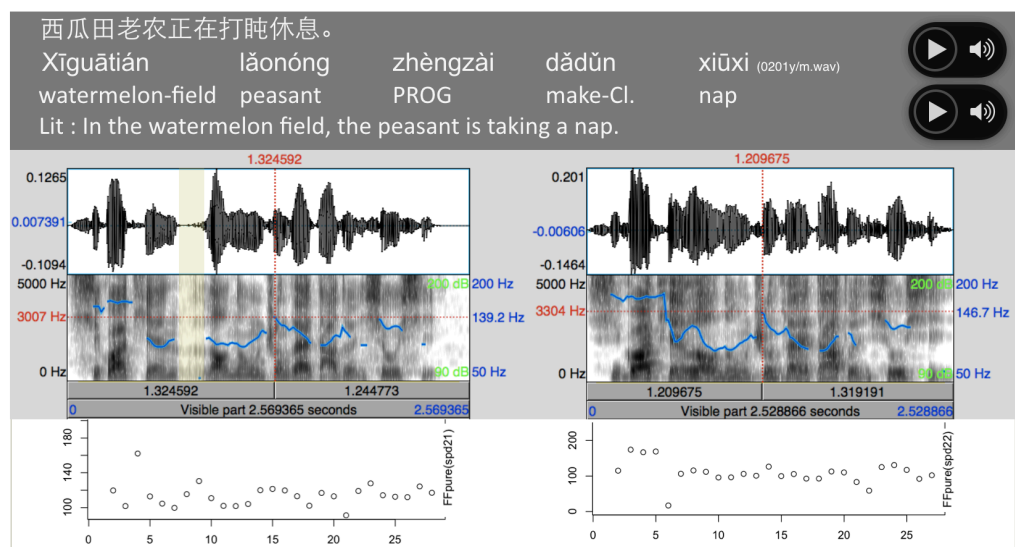 西瓜田老农正在打盹休息。
Xīguātián lǎonóng zhèngzài dǎdǔn xiūxi (0201y/m.wav)
watermelon-field peasant PROG make-Cl. nap
Lit : In the watermelon field, the peasant is taking a nap.
1.324592
0.1265
0.007391
-0.1094
5000 Hz 200 dB 200 Hz
3007 Hz 139.2 Hz
0 Hz 90 dB 50 Hz
1.324592 1.244773
0 Visible part 2.569365 seconds 2.569365
1.209675
0.201
-0.00606
-0.1464
5000 Hz 200 dB 200 Hz
3304 Hz 146.7 Hz
0 Hz 50 Hz
1.209675 1.319191
0 Visible part 2.528866 seconds 2.528866
180
140
100
0 5 10 15 20 25
FFpure(spd21)
200
100
0
0 5 10 15 20 25
FFpure(spd22)